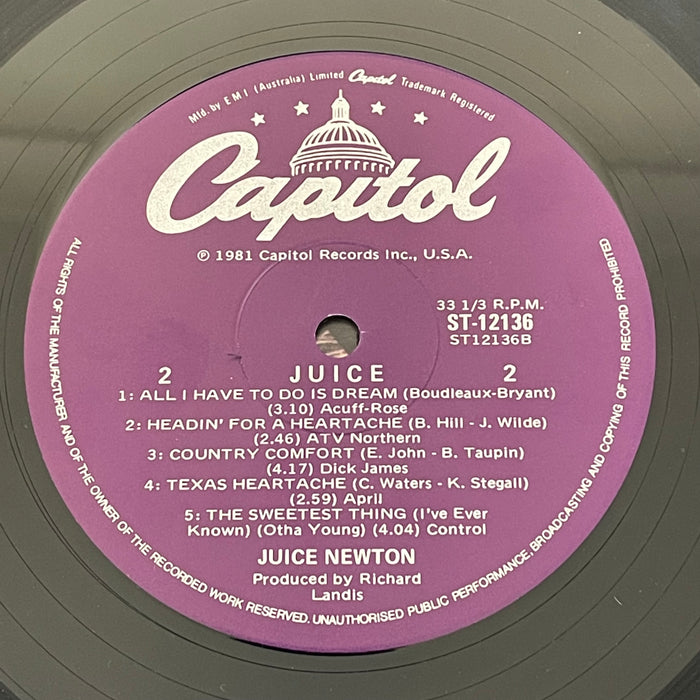 Mfd. by E M I (Australia) Limited Capitol Trademark Registered
Capitol
℗ 1981 Capitol Records Inc., U.S.A.
33 1/3 R.P.M.
ST-12136
ST12136B
2 JUICE 2
1: ALL I HAVE TO DO IS DREAM (Boudleaux-Bryant)
(3.10) Acuff-Rose
2: HEADIN' FOR A HEARTACHE (B. Hill - J. Wilde)
(2.46) ATV Northern
3: COUNTRY COMFORT (E. John - B. Taupin)
(4.17) Dick James
4: TEXAS HEARTACHE (C. Waters - K. Stegall)
(2.59) April
5: THE SWEETEST THING (I've Ever
Known) (Otha Young) (4.04) Control
JUICE NEWTON
Produced by Richard
Landis
ALL RIGHTS OF THE MANUFACTURER AND OF THE OWNER OF THE RECORDED WORK RESERVED. UNAUTHORISED PUBLIC PERFORMANCE, BROADCASTING AND COPYING OF THIS RECORD PROHIBITED